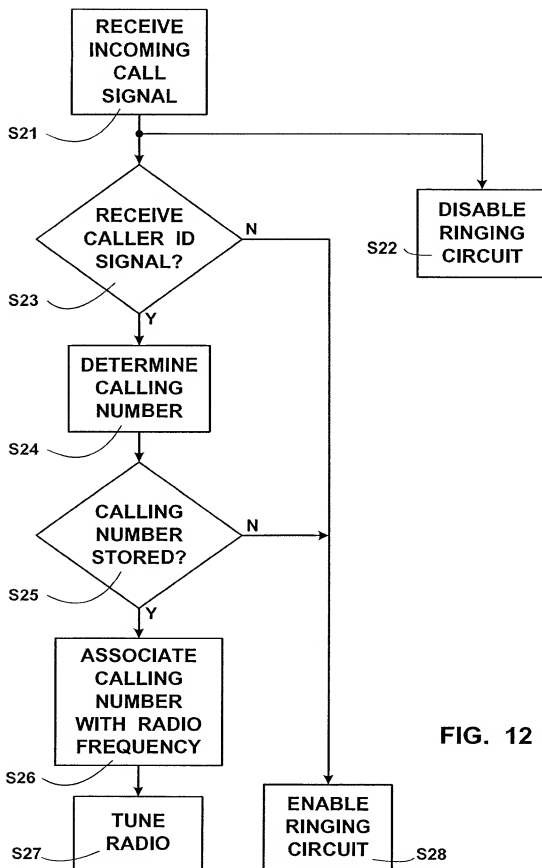 RECEIVE
INCOMING
CALL
SIGNAL
S21
RECEIVE
CALLER ID
SIGNAL?
N
S23
Y
DISABLE
RINGING
CIRCUIT
S22
DETERMINE
CALLING
NUMBER
S24
CALLING
NUMBER
STORED?
N
S25
Y
ASSOCIATE
CALLING
NUMBER
WITH RADIO
FREQUENCY
S26
FIG. 12
TUNE
RADIO
S27
ENABLE
RINGING
CIRCUIT
S28